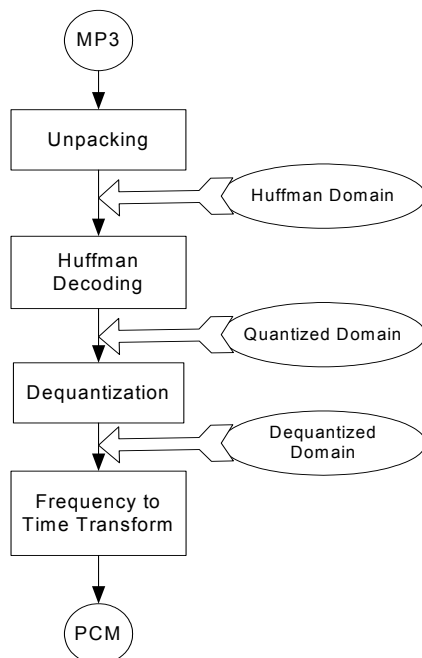 MP3
Unpacking
Huffman Domain
Huffman
Decoding
Quantized Domain
Dequantization
Dequantized
Domain
Frequency to
Time Transform
PCM